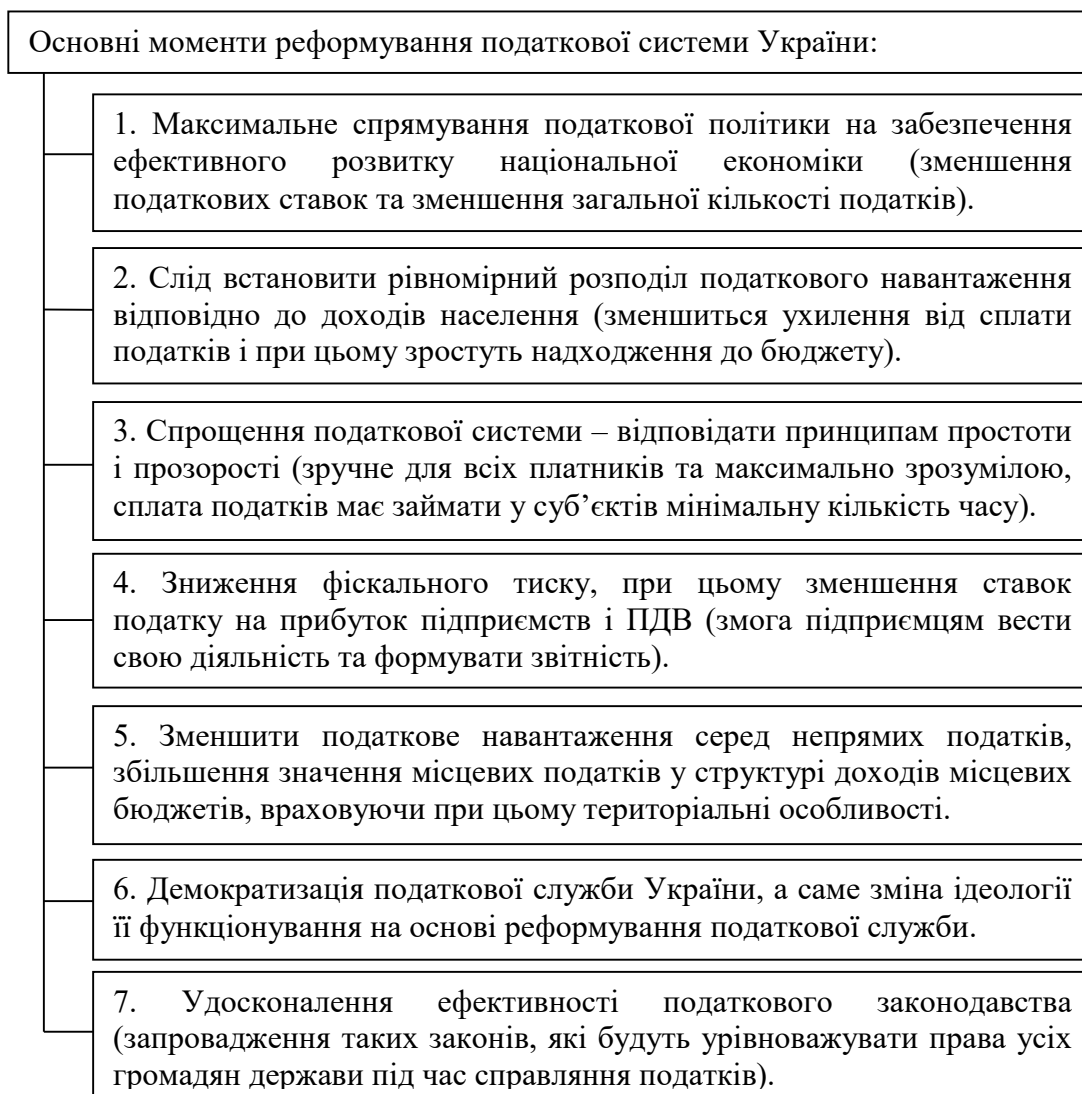 Основні моменти реформування податкової системи України:
1. Максимальне спрямування податкової політики на забезпечення
ефективного розвитку національної економіки (зменшення
податкових ставок та зменшення загальної кількості податків).
2. Слід встановити рівномірний розподіл податкового навантаження
відповідно до доходів населення (зменшиться ухилення від сплати
податків і при цьому зростуть надходження до бюджету).
3. Спрощення податкової системи – відповідати принципам простоти
і прозорості (зручне для всіх платників та максимально зрозумілою,
сплата податків має займати у суб’єктів мінімальну кількість часу).
4. Зниження фіскального тиску, при цьому зменшення ставок
податку на прибуток підприємств і ПДВ (змога підприємцям вести
свою діяльність та формувати звітність).
5. Зменшити податкове навантаження серед непрямих податків,
збільшення значення місцевих податків у структурі доходів місцевих
бюджетів, враховуючи при цьому територіальні особливості.
6. Демократизація податкової служби України, а саме зміна ідеології
її функціонування на основі реформування податкової служби.
7. Удосконалення ефективності податкового законодавства
(запровадження таких законів, які будуть урівноважувати права усіх
громадян держави під час справляння податків).